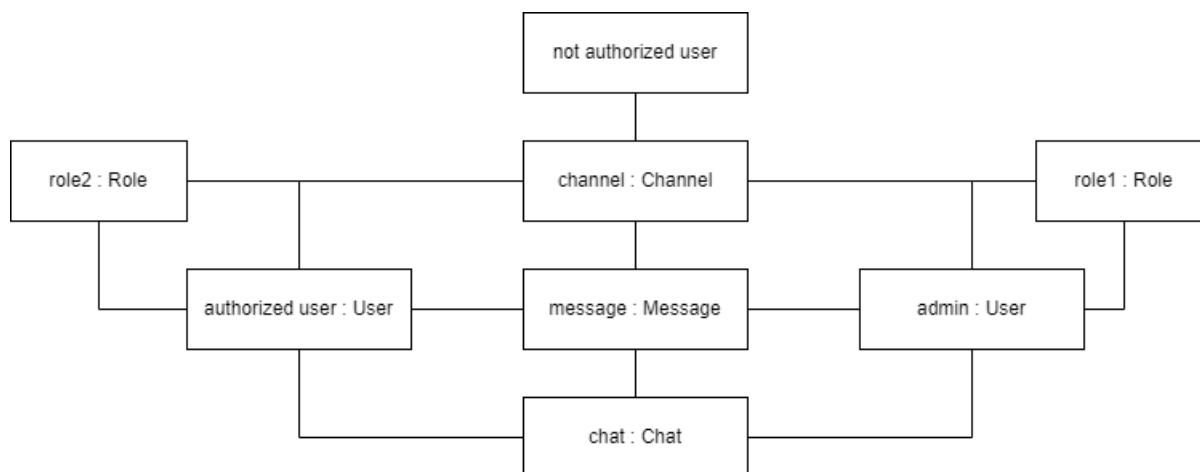 not authorized user
role2 : Role
channel : Channel
role1 : Role
authorized user : User
message : Message
admin : User
chat : Chat